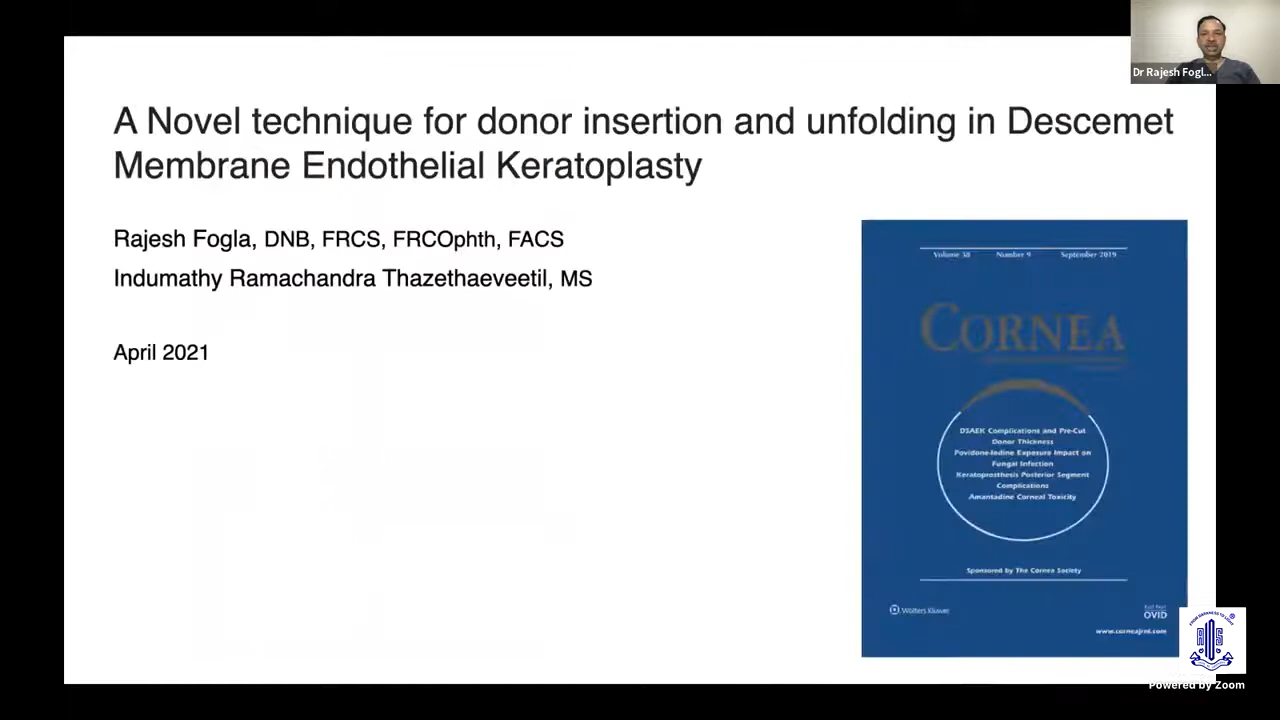 Dr Rajesh Fogl...
A Novel technique for donor insertion and unfolding in Descemet
Membrane Endothelial Keratoplasty
Rajesh Fogla, DNB, FRCS, FRCOphth, FACS
Indumathy Ramachandra Thazethaeveetil, MS
April 2021
Volume 38 Number 9 September 2019
CORNEA
DSAEK Complications and Pre-Cut
Donor Thickness
Povidone-Iodine Exposure Impact on
Fungal Infection
Keratoprosthesis Posterior Segment
Complications
Amantadine Corneal Toxicity
Sponsored by The Cornea Society
Wolters Kluwer
OVID
www.corneajrnl.com
Powered by Zoom